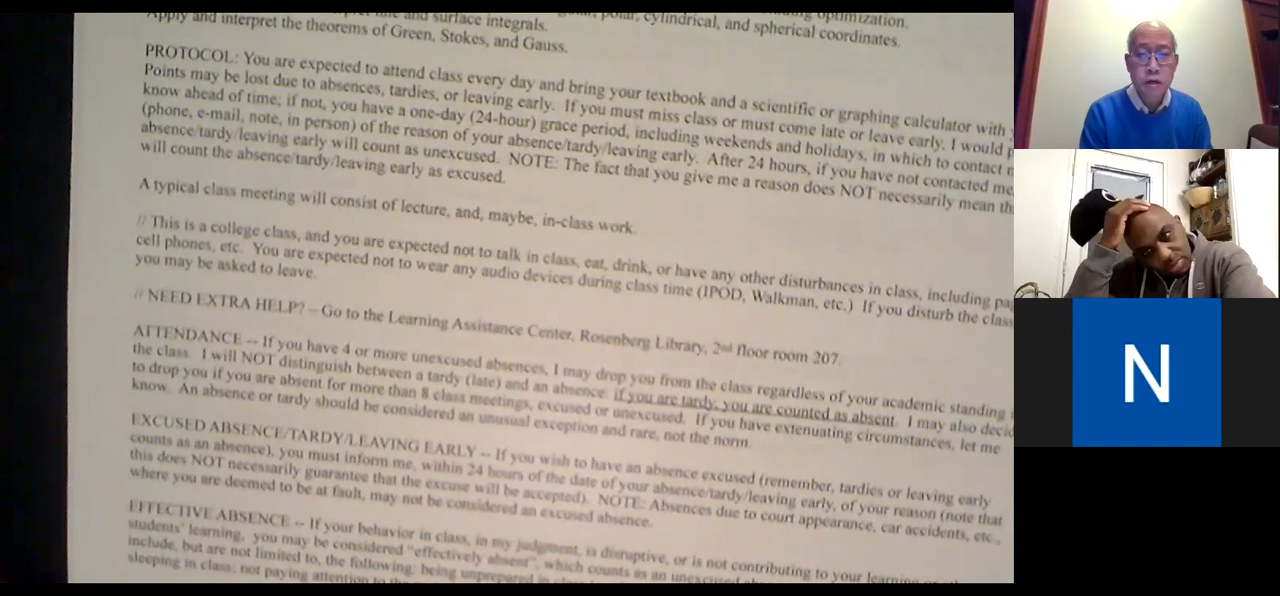 optimization.
polar, cylindrical, and spherical coordinates.
and surface integrals.
Apply and interpret the theorems of Green, Stokes, and Gauss.
PROTOCOL: You are expected to attend class every day and bring your textbook and a scientific or graphing calculator with
Points may be lost due to absences, tardies, or leaving early. If you must miss class or must come late or leave early, I would
know ahead of time; if not, you have a one-day (24-hour) grace period, including weekends and holidays, in which to contact
(phone, e-mail, note, in person) of the reason of your absence/tardy/leaving early. After 24 hours, if you have not contacted me,
absence/tardy/leaving early will count as unexcused. NOTE: The fact that you give me a reason does NOT necessarily mean
will count the absence/tardy/leaving early as excused.
A typical class meeting will consist of lecture, and, maybe, in-class work.
// This is a college class, and you are expected not to talk in class, eat, drink, or have any other disturbances in class, including
cell phones, etc. You are expected not to wear any audio devices during class time (IPOD, Walkman, etc.) If you disturb the class
you may be asked to leave.
// NEED EXTRA HELP? – Go to the Learning Assistance Center, Rosenberg Library, 2nd floor room 207.
ATTENDANCE -- If you have 4 or more unexcused absences, I may drop you from the class regardless of your academic standing
the class. I will NOT distinguish between a tardy (late) and an absence: if you are tardy, you are counted as absent. I may also
to drop you if you are absent for more than 8 class meetings, excused or unexcused. If you have extenuating circumstances, let me
know. An absence or tardy should be considered an unusual exception and rare, not the norm.
EXCUSED ABSENCE/TARDY/LEAVING EARLY -- If you wish to have an absence excused (remember, tardies or leaving early
counts as an absence), you must inform me, within 24 hours of the date of your absence/tardy/leaving early, of your reason (note that
this does NOT necessarily guarantee that the excuse will be accepted). NOTE: Absences due to court appearance, car accidents, etc.,
where you are deemed to be at fault, may not be considered an excused absence.
EFFECTIVE ABSENCE -- If your behavior in class, in my judgment, is disruptive, or is not contributing to your learning
students' learning, you may be considered "effectively absent", which counts as an
include, but are not limited to, the following: being unprepared in
sleeping in class; not paying attention to the
N